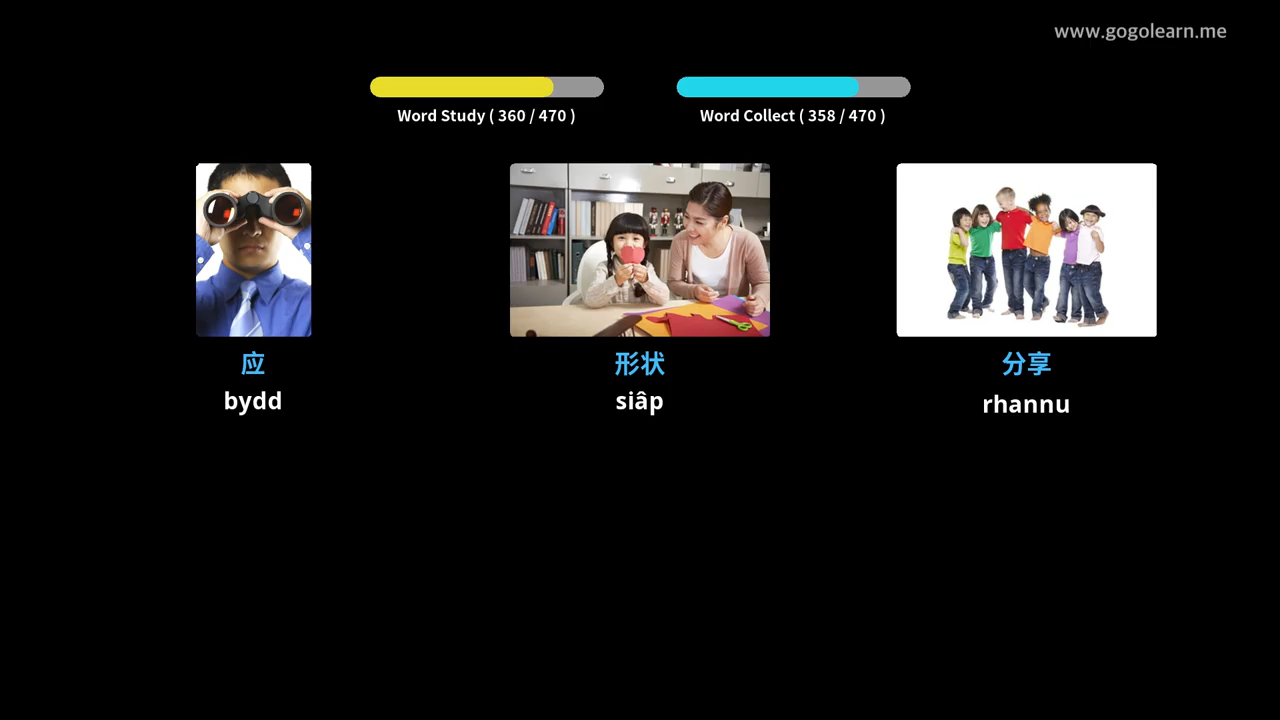 www.gogolearn.me
Word Study ( 360 / 470 )
Word Collect ( 358 / 470 )
应
形状
分享
bydd
siâp
rhannu